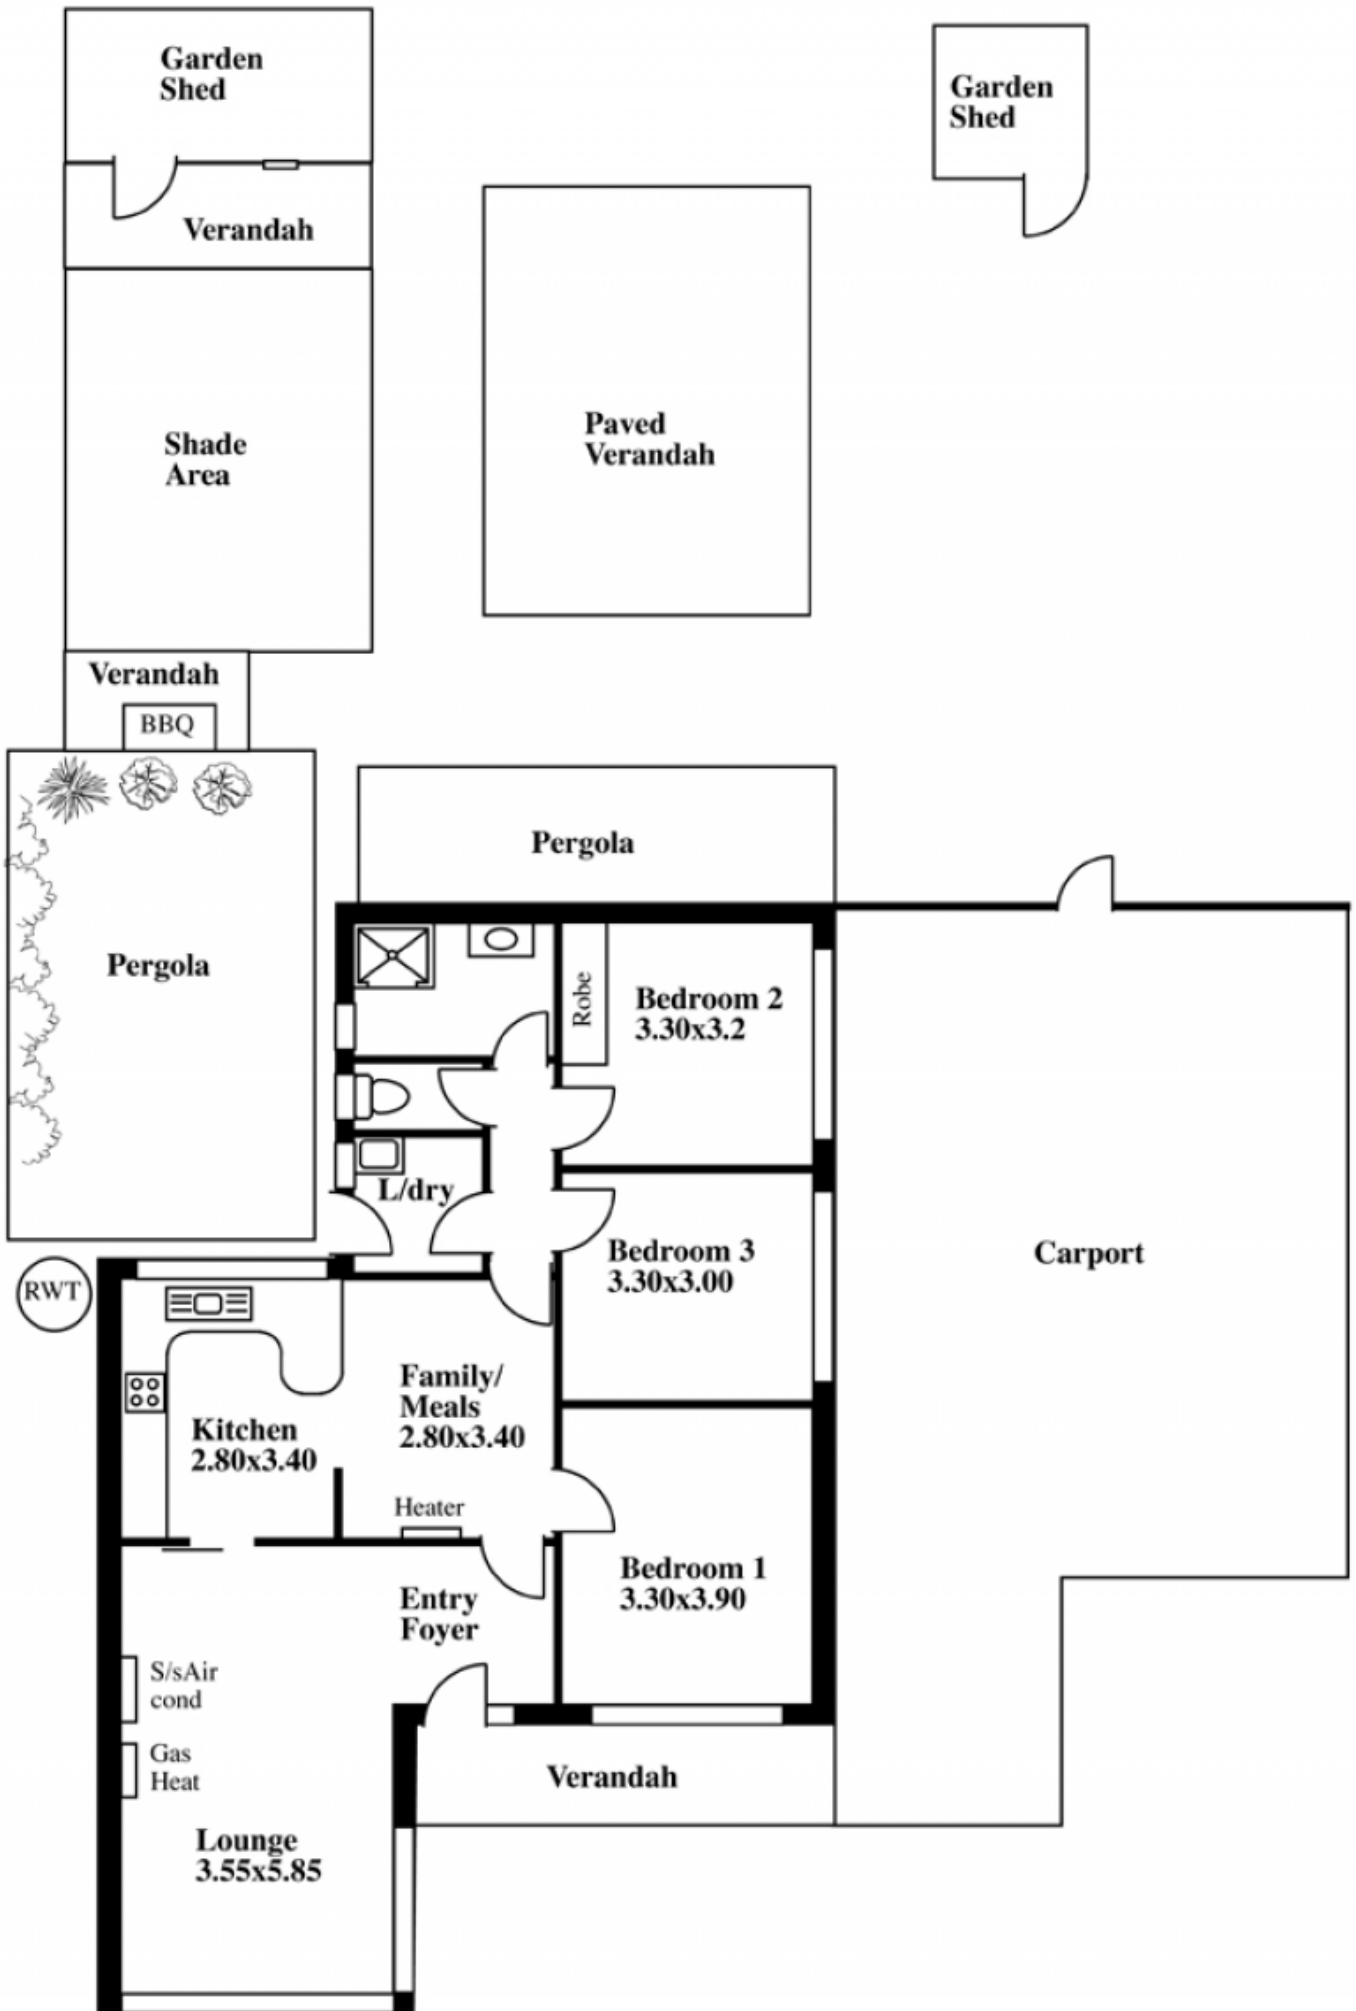 Garden
Shed
Garden
Shed
Verandah
Shade
Area
Paved
Verandah
Verandah
BBQ
Pergola
Pergola
Robe
Bedroom 2
3.30x3.2
L/dry
Bedroom 3
3.30x3.00
Carport
RWT
Family/
Meals
2.80x3.40
Kitchen
2.80x3.40
Heater
Bedroom 1
3.30x3.90
Entry
Foyer
S/sAir
cond
Gas
Heat
Verandah
Lounge
3.55x5.85